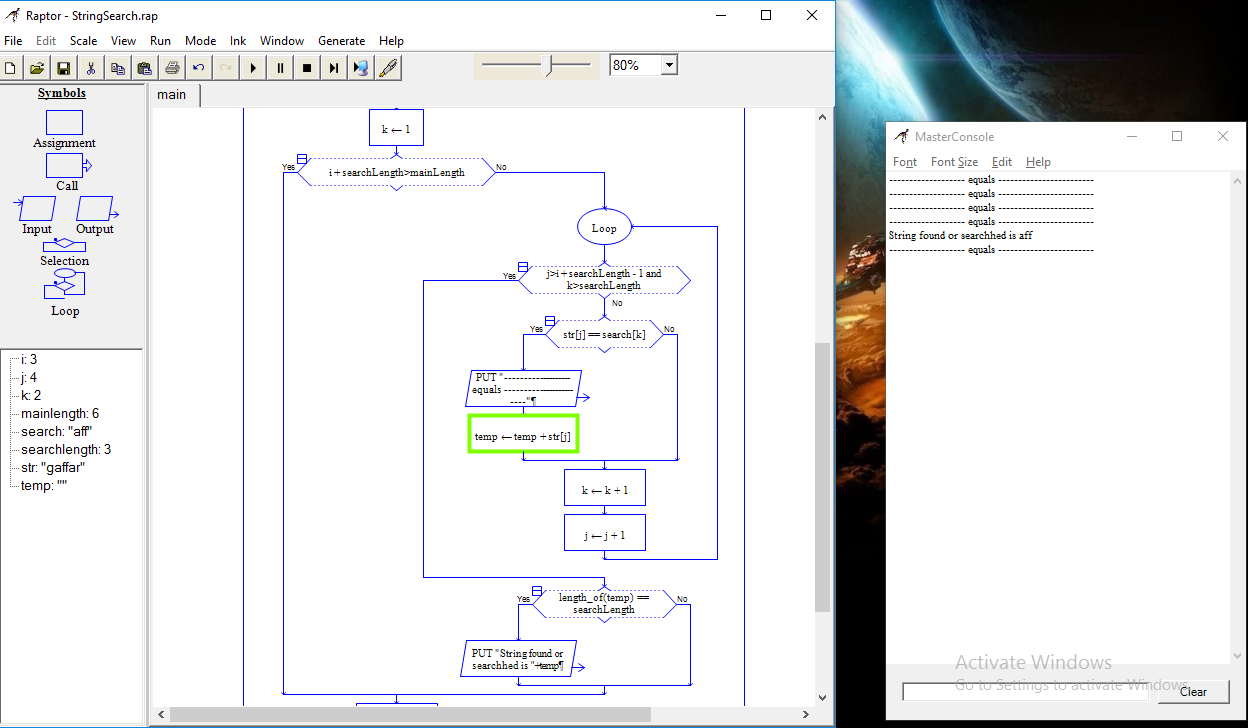 Raptor - StringSearch.rap
File Edit Scale View Run Mode Ink Window Generate Help
80%
Symbols
Assignment
Call
Input Output
Selection
Loop
i: 3
j: 4
k: 2
mainlength: 6
search: "aff"
searchlength: 3
str: "gaffar"
temp: ""
main
k ← 1
Yes
i + searchLength>mainLength
No
Loop
Yes
j>i + searchLength - 1 and
k>searchLength
No
Yes
str[j] == search[k]
No
PUT "--------------------
equals ---------------------
----"¶
temp ← temp + str[j]
k ← k + 1
j ← j + 1
Yes
length_of(temp) ==
searchLength
No
PUT "String found or
searchhed is "+temp¶
MasterConsole
Font Font Size Edit Help
------------------- equals ------------------------
------------------- equals ------------------------
------------------- equals ------------------------
------------------- equals ------------------------
String found or searchhed is aff
------------------- equals ------------------------
Activate Windows
Go to Settings to activate Windows.
Clear